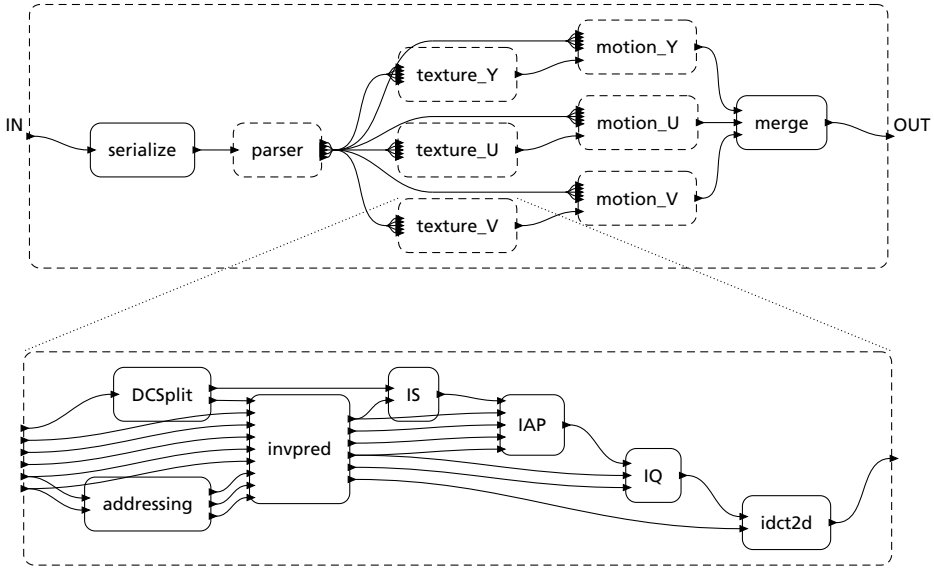 motion_Y
texture_Y
IN
OUT
motion_U
merge
serialize
parser
texture_U
motion_V
texture_V
DCSplit
IS
IAP
invpred
IQ
addressing
idct2d